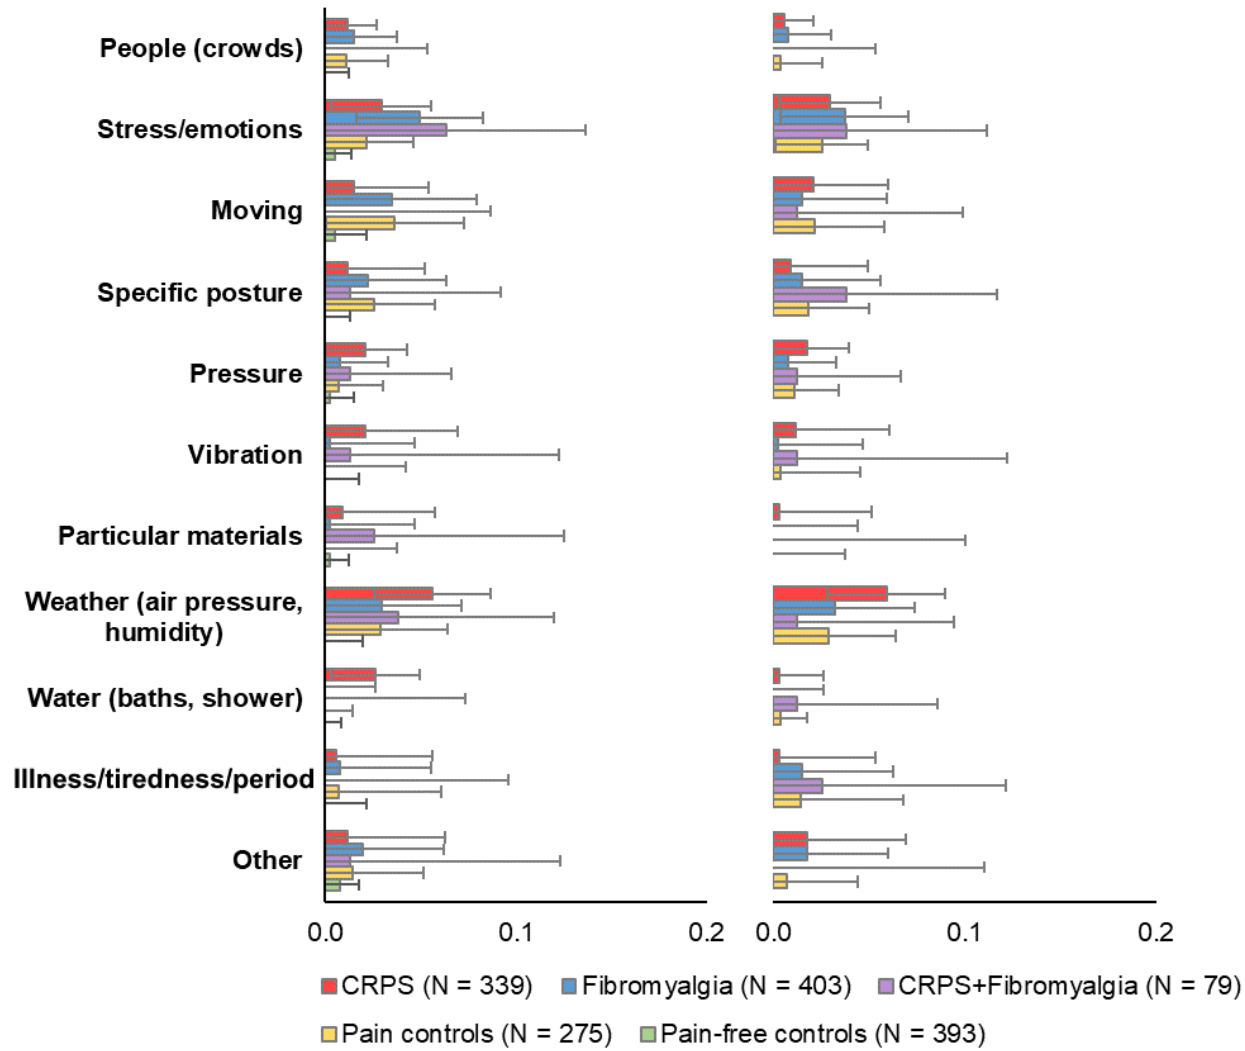 People (crowds)
Stress/emotions
Moving
Specific posture
Pressure
Vibration
Particular materials
Weather (air pressure,
humidity)
Water (baths, shower)
Illness/tiredness/period
Other
0.0 0.1 0.2 0.0 0.1 0.2
CRPS (N = 339) Fibromyalgia (N = 403) CRPS+Fibromyalgia (N = 79)
Pain controls (N = 275) Pain-free controls (N = 393)